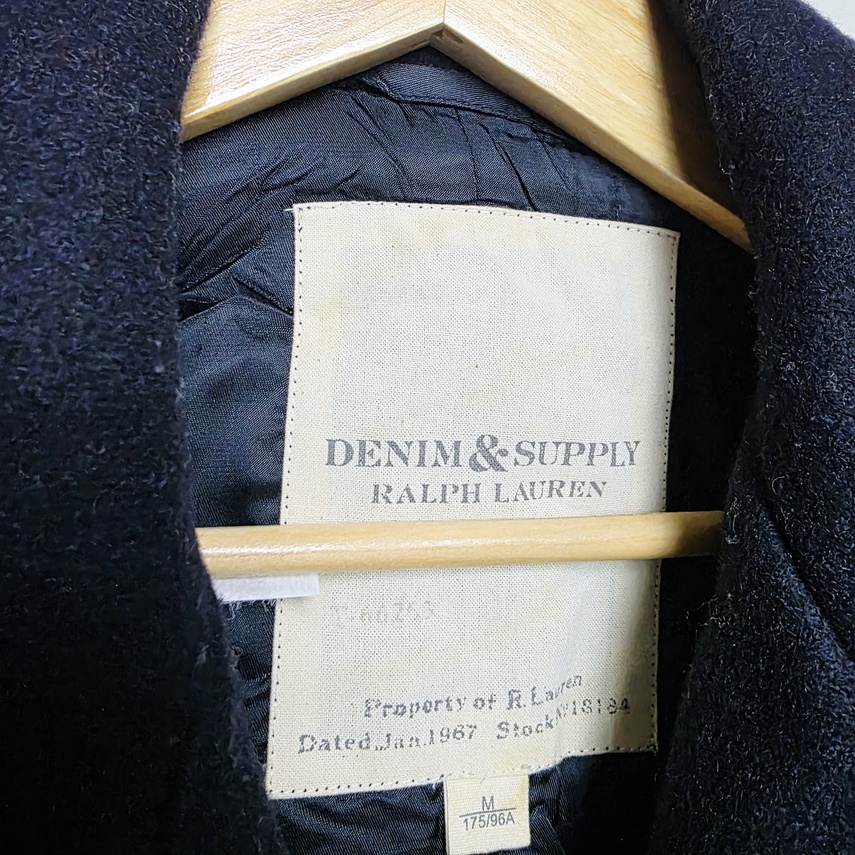 DENIM & SUPPLY
RALPH LAUREN
Property of R. Lauren
Dated Jan. 1967 Stock Nº 18184
M
175/96A